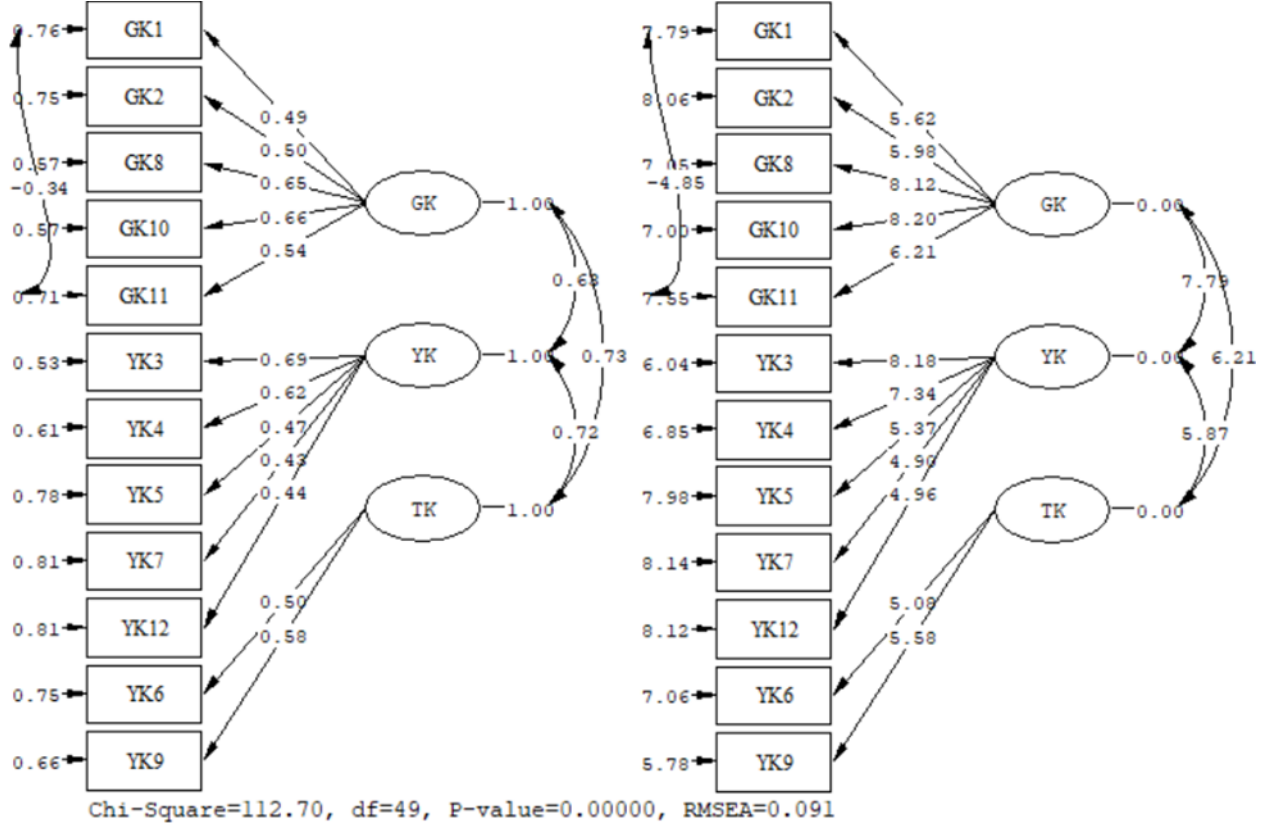 0.76 GK1
0.75 GK2
0.57 GK8
-0.34
0.57 GK10
0.71 GK11
0.53 YK3
0.61 YK4
0.78 YK5
0.81 YK7
0.81 YK12
0.75 YK6
0.66 YK9
0.49
0.50
0.65
0.66
0.54
0.69
0.62
0.47
0.43
0.44
0.50
0.58
GK 1.00
YK 1.00
TK 1.00
0.73
0.72
7.79 GK1
8.06 GK2
7.05 GK8
-4.85
7.00 GK10
7.55 GK11
6.04 YK3
6.85 YK4
7.98 YK5
8.14 YK7
8.12 YK12
7.06 YK6
5.78 YK9
5.62
5.98
8.12
8.20
6.21
8.18
7.34
5.37
4.90
4.96
5.08
5.58
GK 0.00
YK 0.00
TK 0.00
7.79
6.21
5.87
Chi-Square=112.70, df=49, P-value=0.00000, RMSEA=0.091